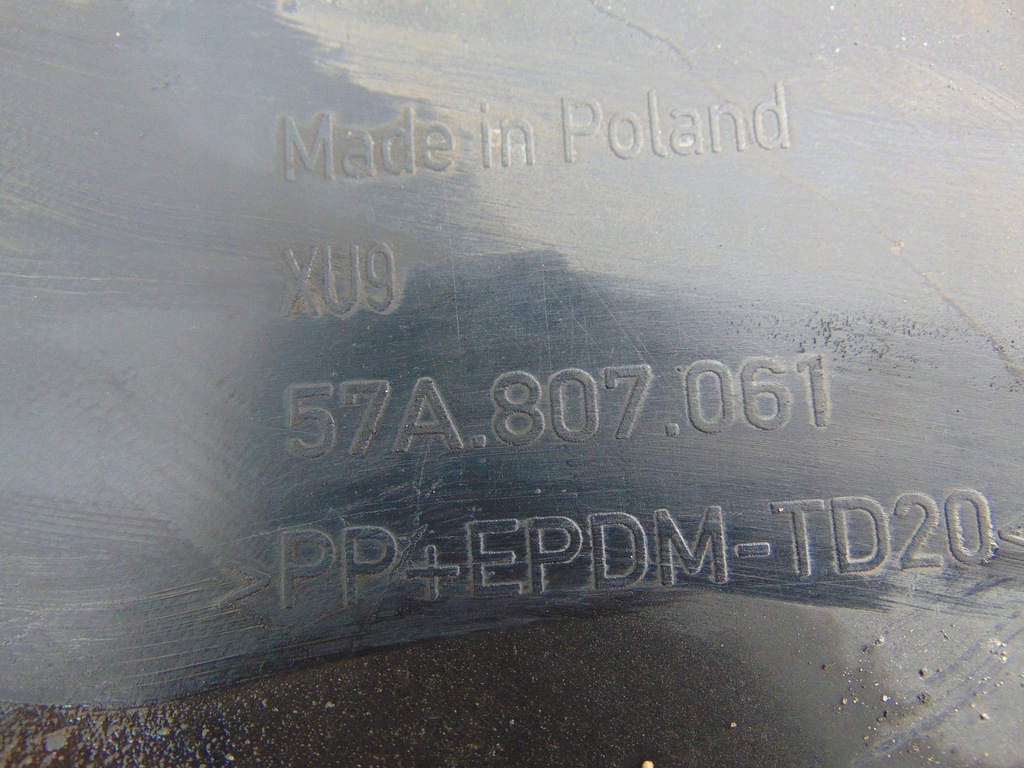 Made in Poland
XU9
57A.807.061
>PP+EPDM-TD20<